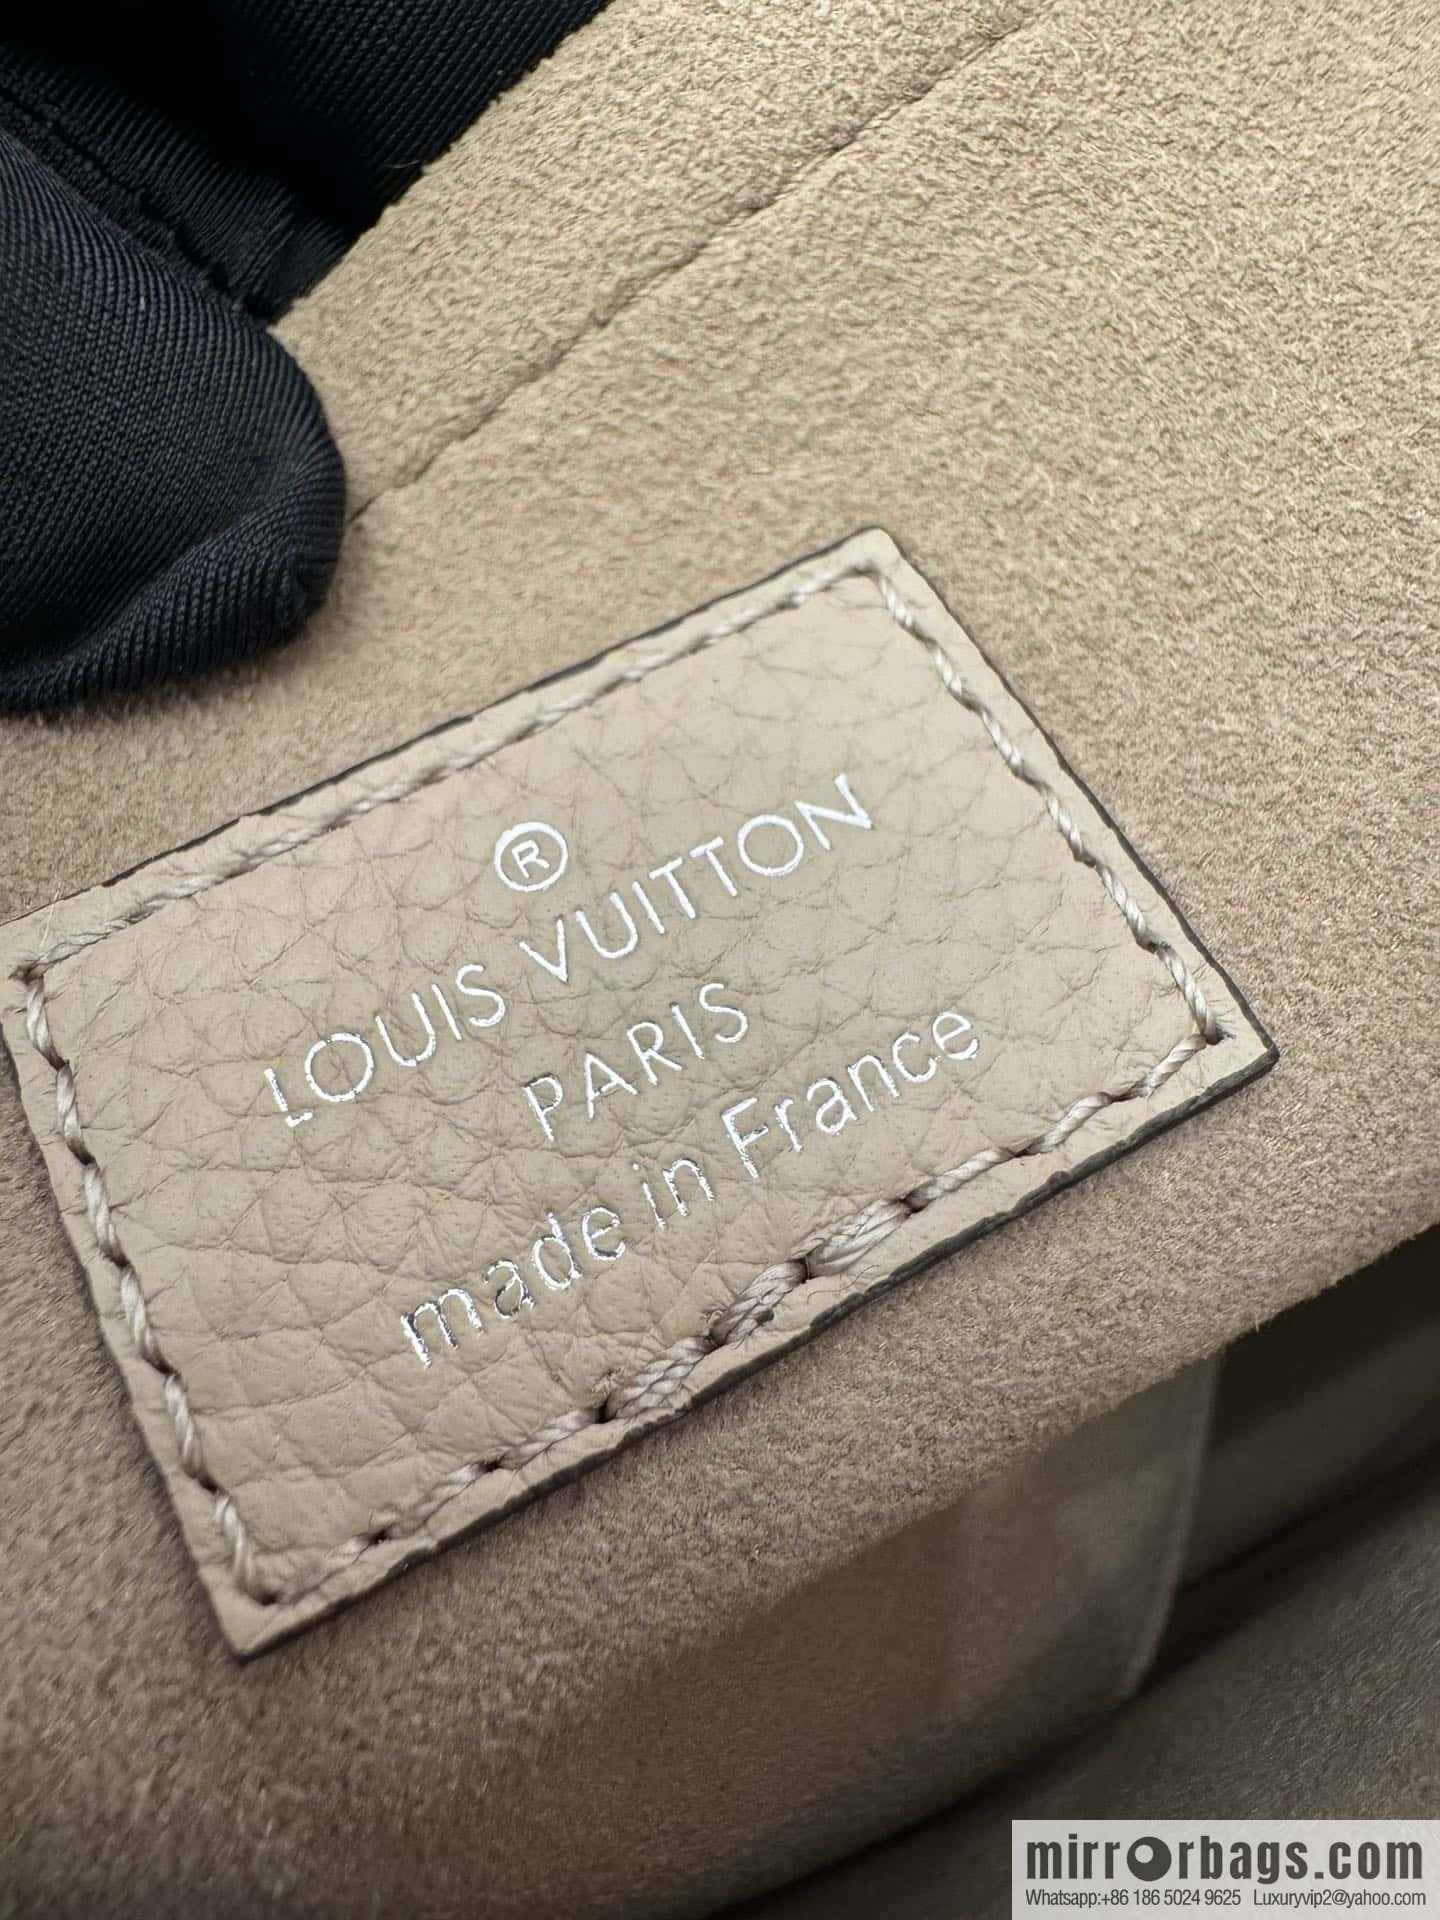 ®
LOUIS VUITTON
PARIS
made in France
mirrorbags.com
Whatsapp:+86 186 5024 9625 Luxuryvip2@yahoo.com